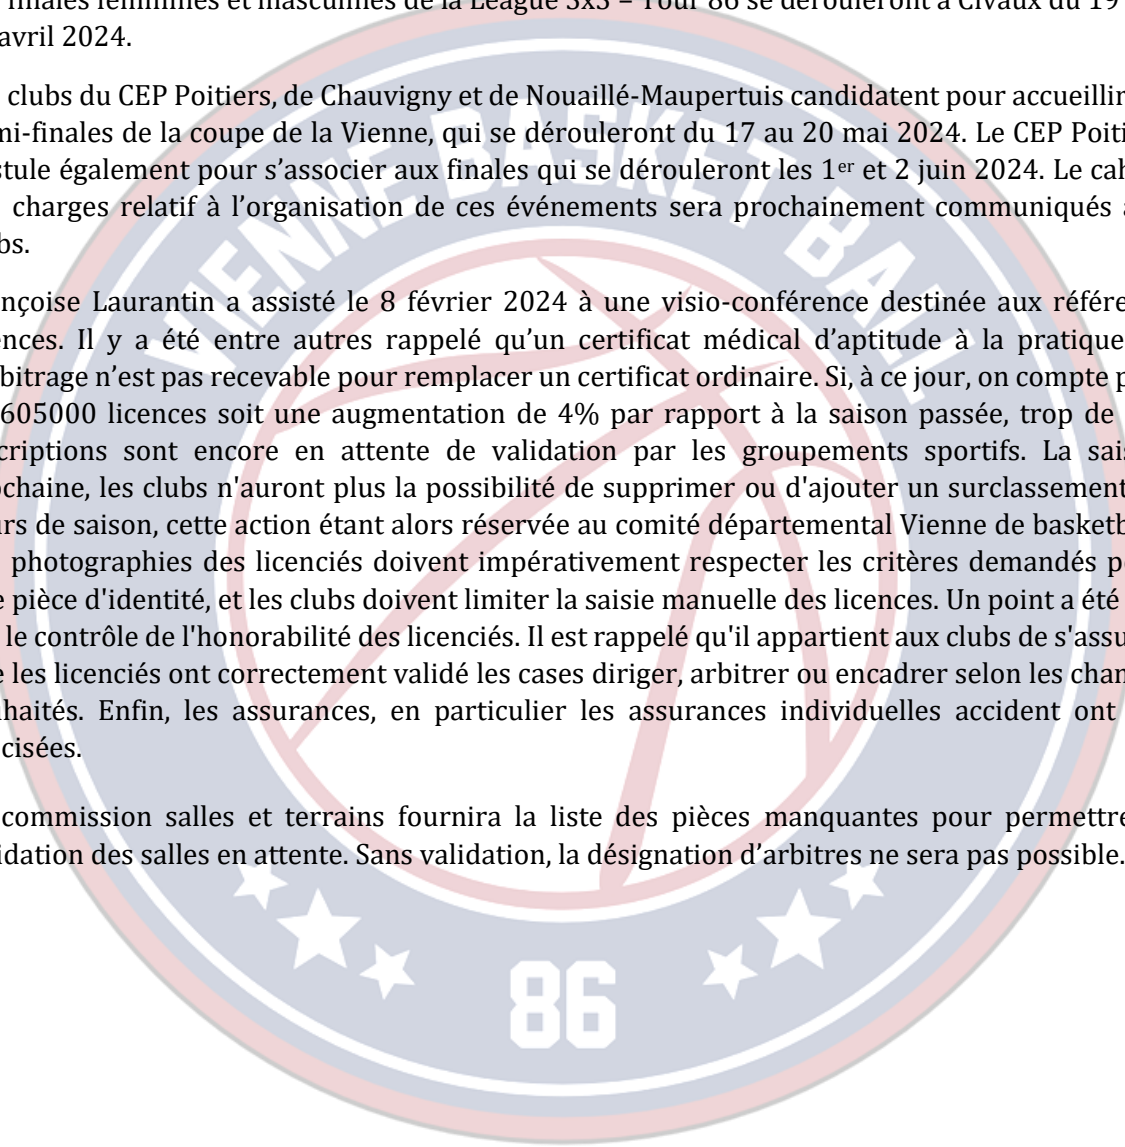 finales féminines et masculines de la League 3x3 – Tour 86 se dérouleront à Civaux du 19
avril 2024.
clubs du CEP Poitiers, de Chauvigny et de Nouaillé-Maupertuis candidatent pour accueillir
mi-finales de la coupe de la Vienne, qui se dérouleront du 17 au 20 mai 2024. Le CEP Poiti
stule également pour s’associer aux finales qui se dérouleront les 1er et 2 juin 2024. Le cah
charges relatif à l’organisation de ces événements sera prochainement communiqués a
bs.
nçoise Laurantin a assisté le 8 février 2024 à une visio-conférence destinée aux référe
ences. Il y a été entre autres rappelé qu’un certificat médical d’aptitude à la pratique
rbitrage n’est pas recevable pour remplacer un certificat ordinaire. Si, à ce jour, on compte p
605000 licences soit une augmentation de 4% par rapport à la saison passée, trop de
scriptions sont encore en attente de validation par les groupements sportifs. La sais
ochaine, les clubs n'auront plus la possibilité de supprimer ou d'ajouter un surclassement
urs de saison, cette action étant alors réservée au comité départemental Vienne de basketb
photographies des licenciés doivent impérativement respecter les critères demandés p
e pièce d'identité, et les clubs doivent limiter la saisie manuelle des licences. Un point a été
le contrôle de l'honorabilité des licenciés. Il est rappelé qu'il appartient aux clubs de s'assu
e les licenciés ont correctement validé les cases diriger, arbitrer ou encadrer selon les cham
uhaités. Enfin, les assurances, en particulier les assurances individuelles accident ont
cisées.
commission salles et terrains fournira la liste des pièces manquantes pour permettre
idation des salles en attente. Sans validation, la désignation d’arbitres ne sera pas possible.
VIENNE BASKET BALL
86